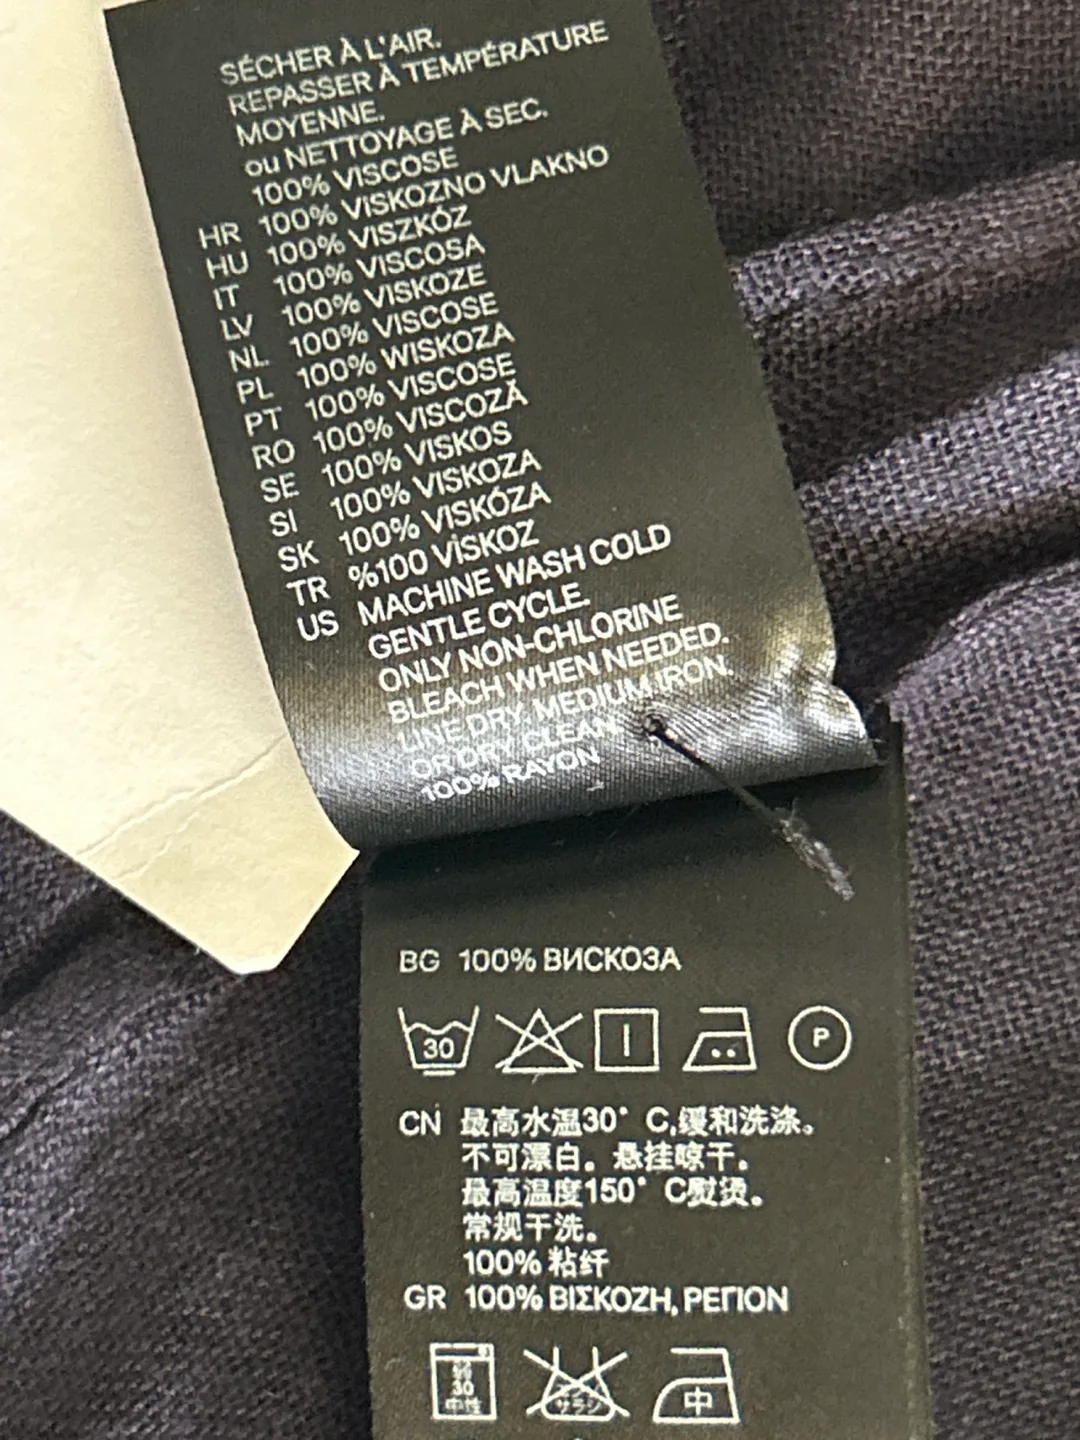 SÉCHER À L'AIR.
REPASSER À TEMPÉRATURE
MOYENNE.
ou NETTOYAGE À SEC.
100% VISCOSE
HR 100% VISKOZNO VLAKNO
HU 100% VISZKÓZ
IT 100% VISCOSA
LV 100% VISKOZE
NL 100% VISCOSE
PL 100% WISKOZA
PT 100% VISCOSE
RO 100% VISCOZĂ
SE 100% VISKOS
SI 100% VISKOZA
SK 100% VISKÓZA
TR %100 VİSKOZ
US MACHINE WASH COLD
GENTLE CYCLE.
ONLY NON-CHLORINE
BLEACH WHEN NEEDED.
LINE DRY. MEDIUM IRON.
OR DRY CLEAN
100% RAYON
BG 100% ВИСКОЗА
30 P
CN 最高水温30° C,缓和洗涤。
不可漂白。悬挂晾干。
最高温度150° C熨烫。
常规干洗。
100% 粘纤
GR 100% ΒΙΣΚΟΖΗ, ΡΕΓΙΟΝ
弱
30 サラシ 中
中性